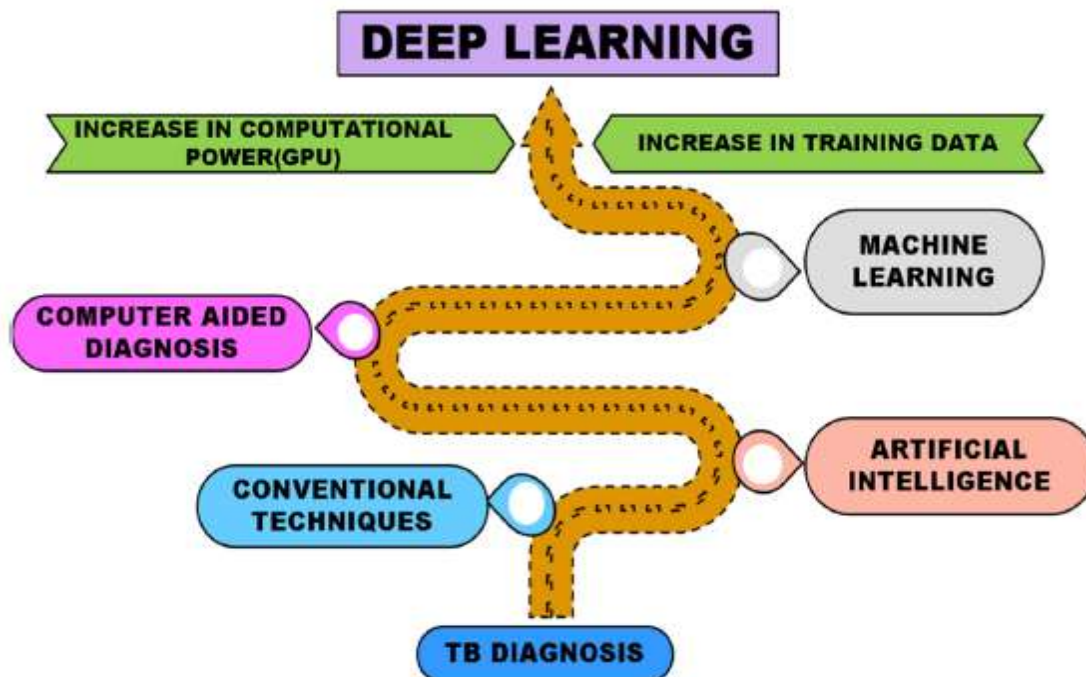 DEEP LEARNING
INCREASE IN COMPUTATIONAL
POWER(GPU)
INCREASE IN TRAINING DATA
MACHINE
LEARNING
COMPUTER AIDED
DIAGNOSIS
ARTIFICIAL
INTELLIGENCE
CONVENTIONAL
TECHNIQUES
TB DIAGNOSIS